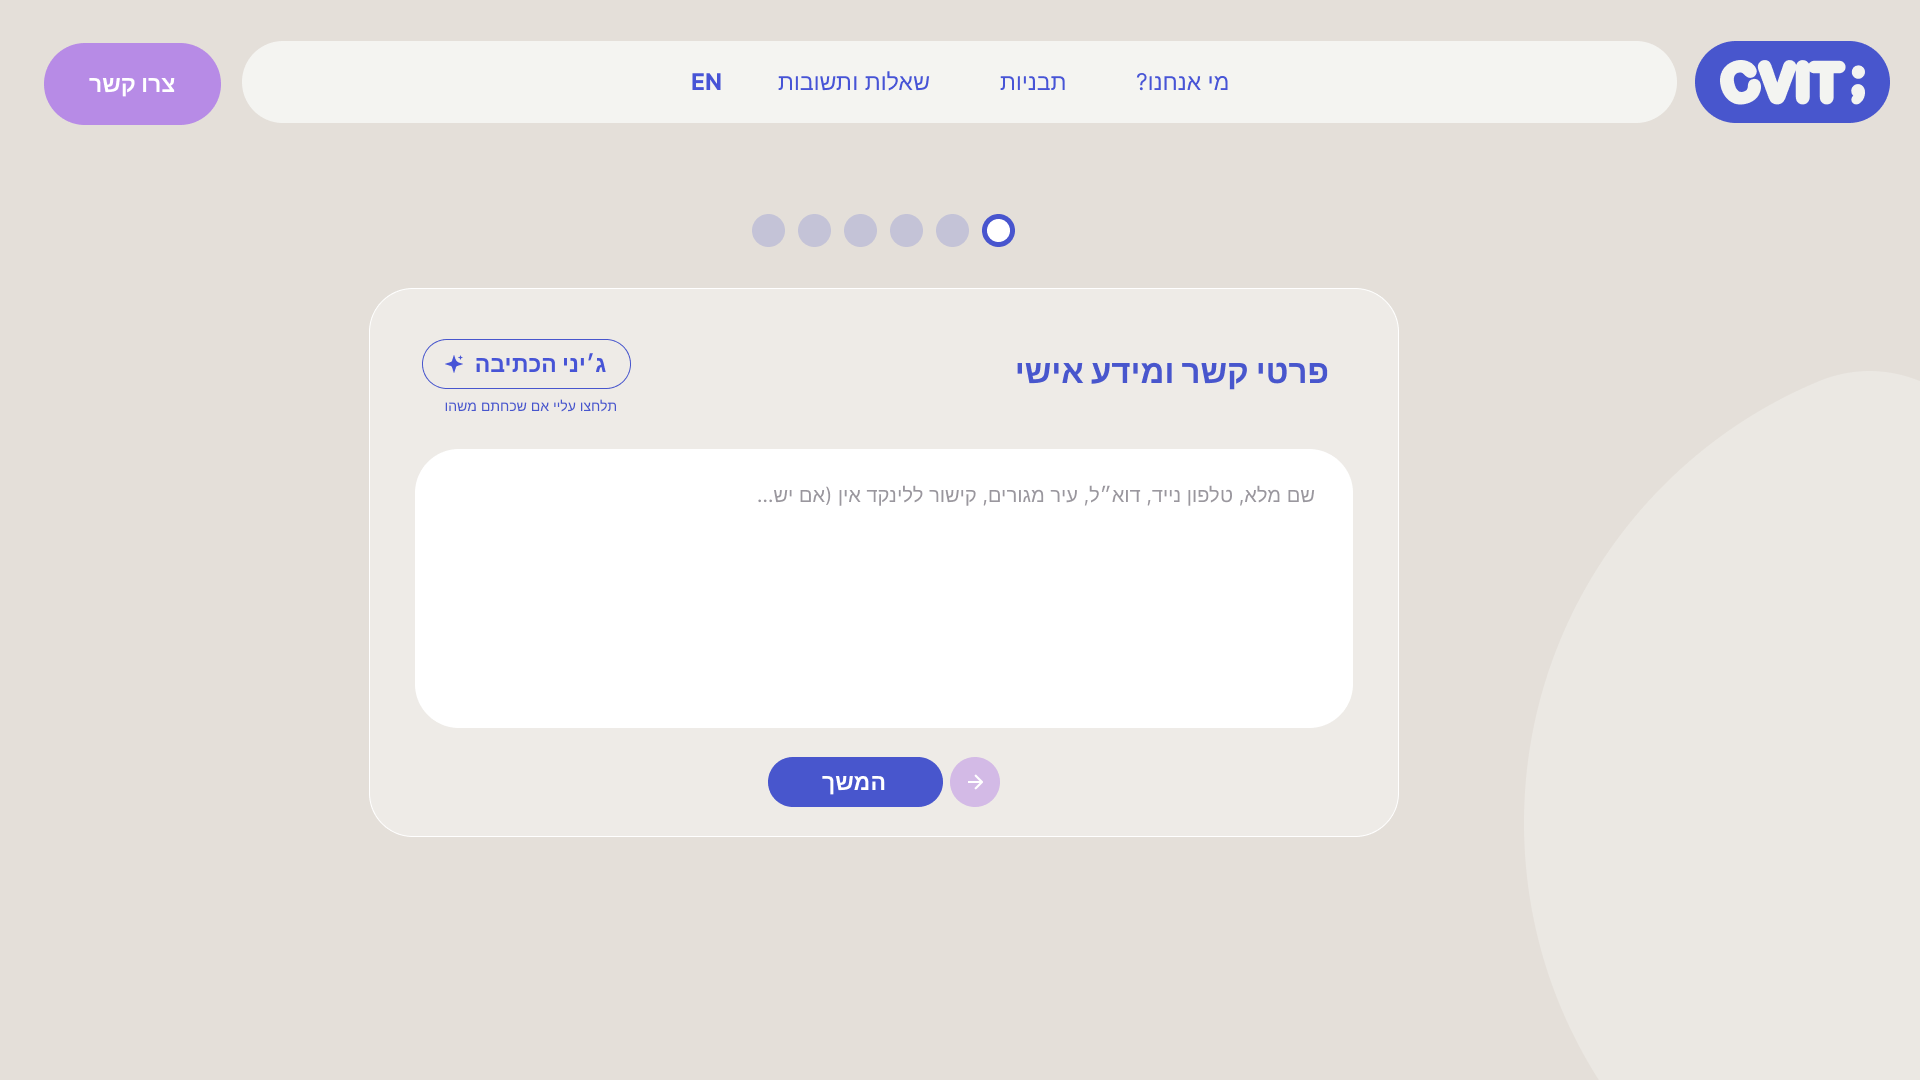 CVIT;
מי אנחנו?
תבניות
שאלות ותשובות
EN
צרו קשר
פרטי קשר ומידע אישי
ג׳יני הכתיבה
תלחצו עליי אם שכחתם משהו
שם מלא, טלפון נייד, דוא״ל, עיר מגורים, קישור ללינקד אין (אם יש...
המשך